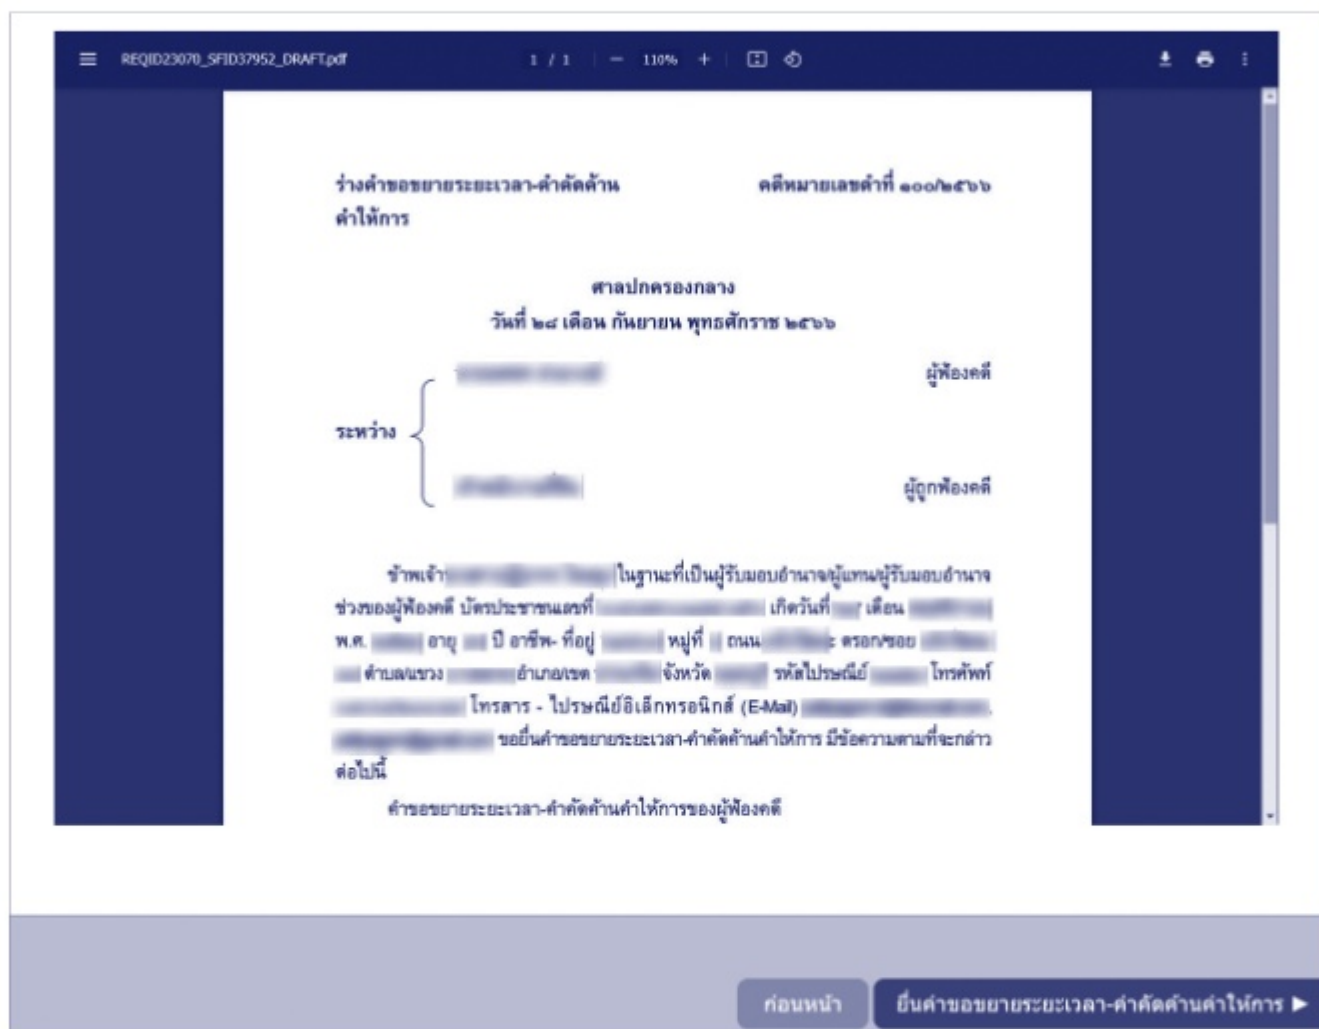 REQID23070_SFID37952_DRAFT.pdf 1 / 1 — 110% +
ร่างคำขอขยายระยะเวลา-คำคัดค้าน คดีหมายเลขดำที่ ๑๐๐/๒๕๖๖
คำให้การ
ศาลปกครองกลาง
วันที่ ๒๘ เดือน กันยายน พุทธศักราช ๒๕๖๖
ผู้ฟ้องคดี
ระหว่าง
ผู้ถูกฟ้องคดี
ข้าพเจ้า ในฐานะที่เป็นผู้รับมอบอำนาจ/ผู้แทน/ผู้รับมอบอำนาจ
ช่วงของผู้ฟ้องคดี บัตรประชาชนเลขที่ เกิดวันที่ เดือน
พ.ศ. อายุ ปี อาชีพ- ที่อยู่ หมู่ที่ ถนน ตรอก/ซอย
ตำบล/แขวง อำเภอ/เขต จังหวัด รหัสไปรษณีย์ โทรศัพท์
โทรสาร - ไปรษณีย์อิเล็กทรอนิกส์ (E-Mail)
ขอยื่นคำขอขยายระยะเวลา-คำคัดค้านคำให้การ มีข้อความตามที่จะกล่าว
ต่อไปนี้
คำขอขยายระยะเวลา-คำคัดค้านคำให้การของผู้ฟ้องคดี
ก่อนหน้า ยื่นคำขอขยายระยะเวลา-คำคัดค้านคำให้การ ▶